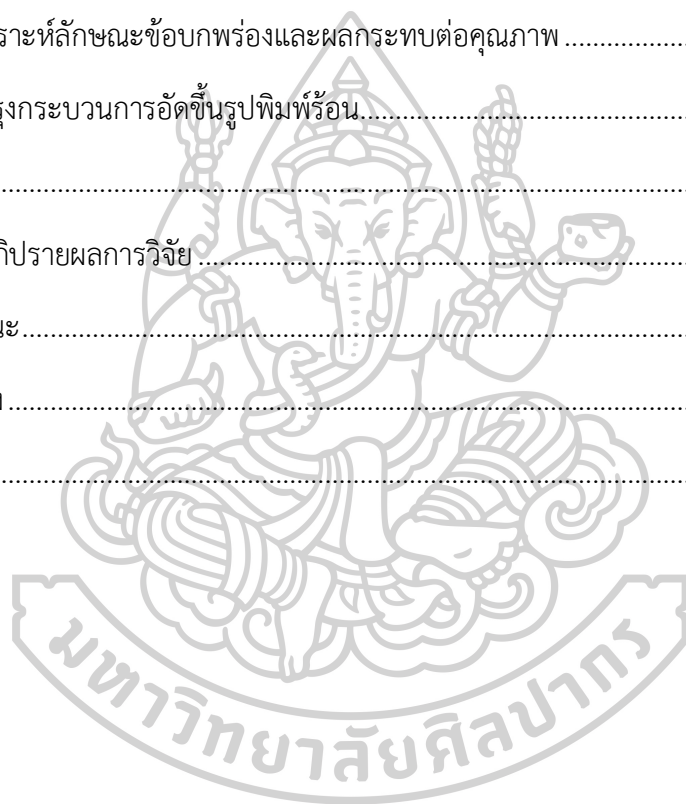 ราะห์ลักษณะข้อบกพร่องและผลกระทบต่อคุณภาพ ..................
รุงกระบวนการอัดขึ้นรูปพิมพ์ร้อน..................................................
....................................................................................................
ภิปรายผลการวิจัย ........................................................................
นะ.................................................................................................
....................................................................................................
....................................................................................................
มหาวิทยาลัยศิลปากร